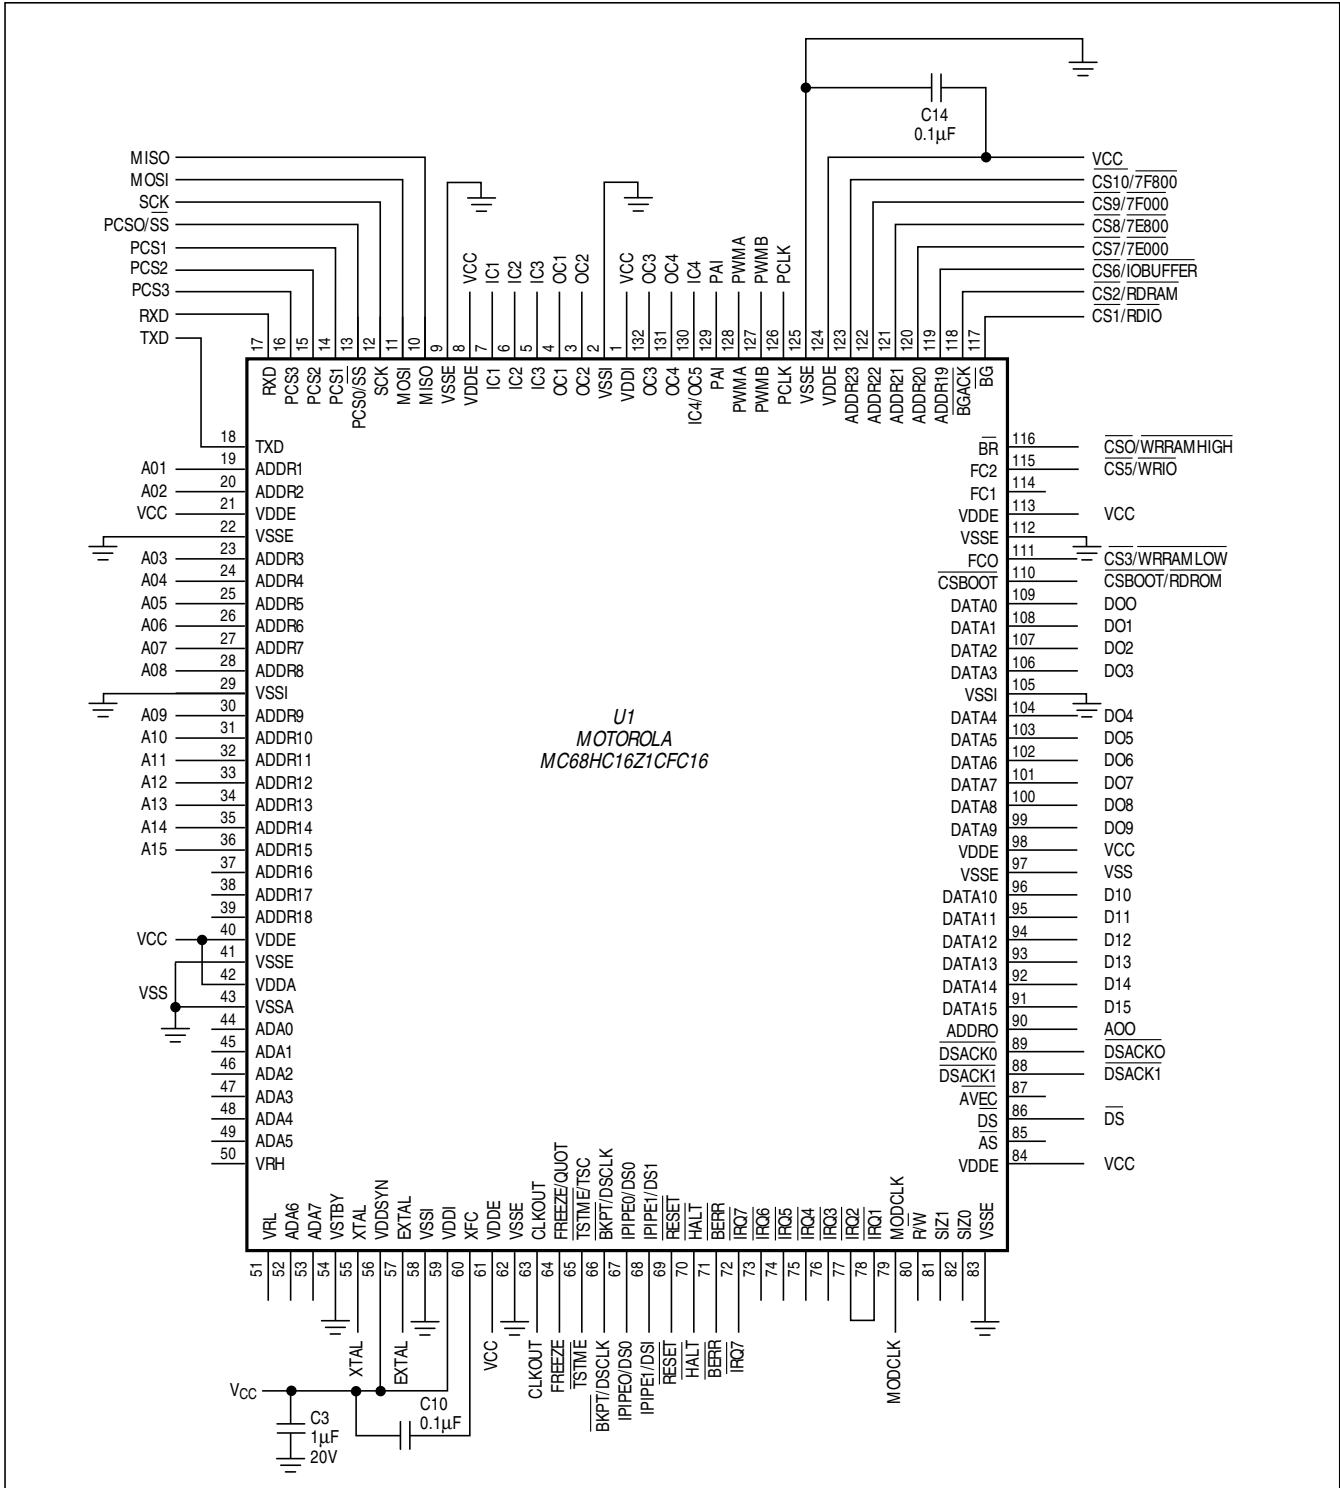 C14
0.1µF
MISO
MOSI
SCK
PCSO/SS
PCS1
PCS2
PCS3
RXD
TXD
VCC
IC1
IC2
IC3
OC1
OC2
VCC
OC3
OC4
IC4
PAI
PWMA
PWMB
PCLK
VCC
CS10/7F800
CS9/7F000
CS8/7E800
CS7/7E000
CS6/IOBUFFER
CS2/RDRAM
CS1/RDIO
17 16 15 14 13 12 11 10 9 8 7 6 5 4 3 2 1 132 131 130 129 128 127 126 125 124 123 122 121 120 119 118 117
RXD
PCS3
PCS2
PCS1
PCS0/SS
SCK
MOSI
MISO
VSSE
VDDE
IC1
IC2
IC3
OC1
OC2
VSSI
VDDI
OC3
OC4
IC4/OC5
PAI
PWMA
PWMB
PCLK
VSSE
VDDE
ADDR23
ADDR22
ADDR21
ADDR20
ADDR19
BGACK
BG
18 TXD
A01 19 ADDR1
A02 20 ADDR2
VCC 21 VDDE
22 VSSE
A03 23 ADDR3
A04 24 ADDR4
A05 25 ADDR5
A06 26 ADDR6
A07 27 ADDR7
A08 28 ADDR8
29 VSSI
A09 30 ADDR9
A10 31 ADDR10
A11 32 ADDR11
A12 33 ADDR12
A13 34 ADDR13
A14 35 ADDR14
A15 36 ADDR15
37 ADDR16
38 ADDR17
39 ADDR18
VCC 40 VDDE
41 VSSE
42 VDDA
VSS 43 VSSA
44 ADA0
45 ADA1
46 ADA2
47 ADA3
48 ADA4
49 ADA5
50 VRH
U1
MOTOROLA
MC68HC16Z1CFC16
BR 116 CSO/WRRAMHIGH
FC2 115 CS5/WRIO
FC1 114
VDDE 113 VCC
VSSE 112
FCO 111 CS3/WRRAMLOW
CSBOOT 110 CSBOOT/RDROM
DATA0 109 DOO
DATA1 108 DO1
DATA2 107 DO2
DATA3 106 DO3
VSSI 105
DATA4 104 DO4
DATA5 103 DO5
DATA6 102 DO6
DATA7 101 DO7
DATA8 100 DO8
DATA9 99 DO9
VDDE 98 VCC
VSSE 97 VSS
DATA10 96 D10
DATA11 95 D11
DATA12 94 D12
DATA13 93 D13
DATA14 92 D14
DATA15 91 D15
ADDRO 90 AOO
DSACK0 89 DSACKO
DSACK1 88 DSACK1
AVEC 87
DS 86 DS
AS 85
VDDE 84 VCC
VRL
ADA6
ADA7
VSTBY
XTAL
VDDSYN
EXTAL
VSSI
VDDI
XFC
VDDE
VSSE
CLKOUT
FREEZE/QUOT
TSTME/TSC
BKPT/DSCLK
IPIPE0/DS0
IPIPE1/DS1
RESET
HALT
BERR
IRQ7
IRQ6
IRQ5
IRQ4
IRQ3
IRQ2
IRQ1
MODCLK
R/W
SIZ1
SIZ0
VSSE
51 52 53 54 55 56 57 58 59 60 61 62 63 64 65 66 67 68 69 70 71 72 73 74 75 76 77 78 79 80 81 82 83
XTAL
EXTAL
VCC
CLKOUT
FREEZE
TSTME
BKPT/DSCLK
IPIPEO/DS0
IPIPE1/DSI
RESET
HALT
BERR
IRQ7
MODCLK
VCC
C3
1µF
20V
C10
0.1µF